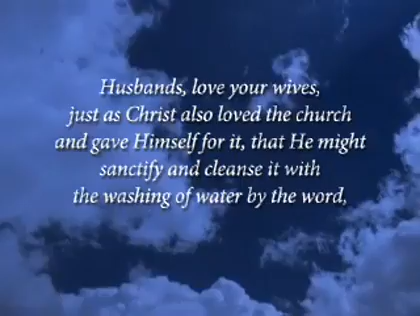 Husbands, love your wives,
just as Christ also loved the church
and gave Himself for it, that He might
sanctify and cleanse it with
the washing of water by the word,